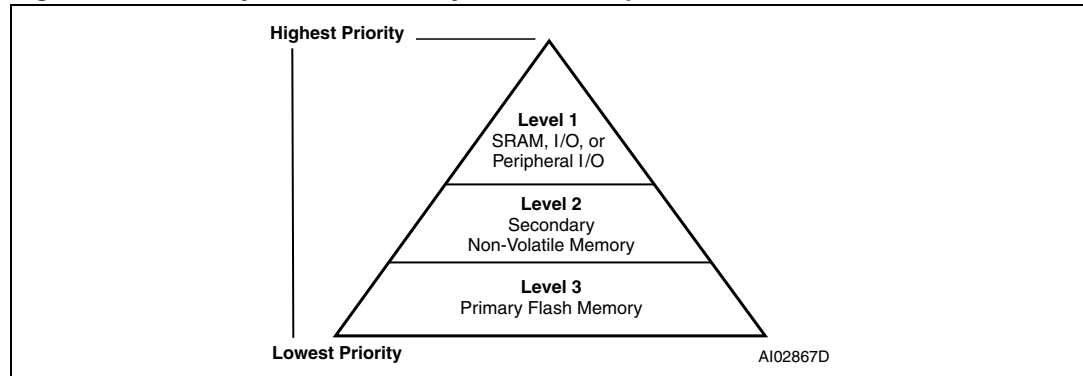 Highest Priority
Level 1
SRAM, I/O, or
Peripheral I/O
Level 2
Secondary
Non-Volatile Memory
Level 3
Primary Flash Memory
Lowest Priority
AI02867D